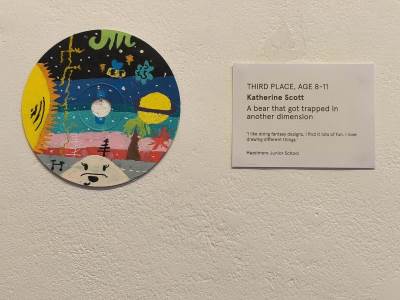 THIRD PLACE, AGE 8-11
Katherine Scott
A bear that got trapped in
another dimension
"I like doing fantasy designs, I find it lots of fun. I love
drawing different things."
Junior School